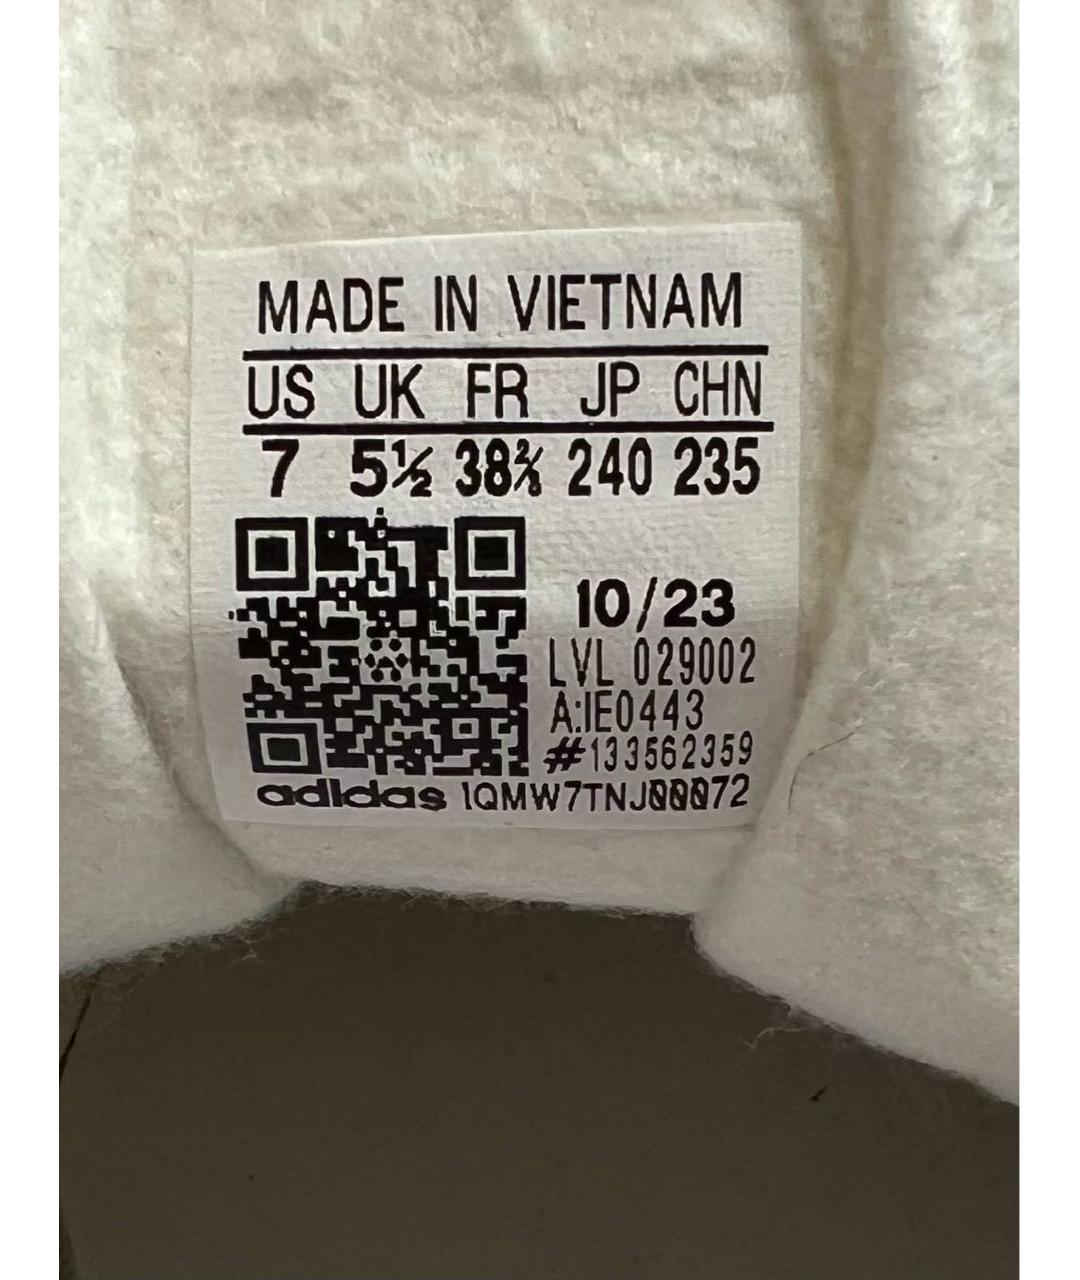 MADE IN VIETNAM
US UK FR JP CHN
7 5½ 38⅔ 240 235
10/23
LVL 029002
A:IE0443
#133562359
adidas 1QMW7TNJ00072